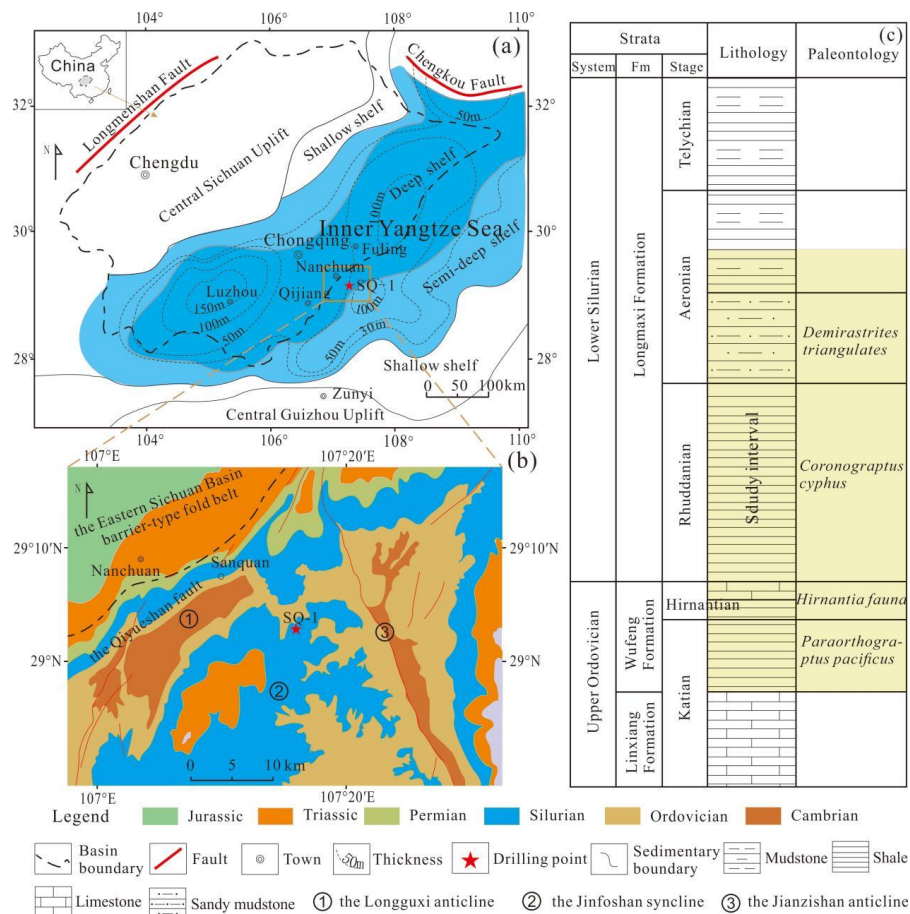 104°
106°
108°
110°
(a)
China
Longmenshan Fault
Chengkou Fault
50m
32°
N
Chengdu
Central Sichuan Uplift
Shallow shelf
Deep shelf
100m
Inner Yangtze Sea
Chongqing
Fuling
30°
Nanchuan
SQ-1
Semi-deep shelf
Luzhou
Qijiang
100m
150m
100m
50m
50m
30m
28°
Shallow shelf
0 50 100km
Zunyi
Central Guizhou Uplift
104°
106°
108°
110°
107°E
107°20′
(b)
N
the Eastern Sichuan Basin
barrier-type fold belt
29°10′
29°10′N
Nanchuan
Sanquan
the Qiyueshan fault
①
SQ-1
③
29°
29°N
②
0 5 10 km
107°E
107°20′
(c)
Strata
Lithology
Paleontology
System
Fm
Stage
Lower Silurian
Longmaxi Formation
Telychian
Aeronian
Demirastrites
triangulates
Rhuddanian
Sdudy interval
Coronograptus
cyphus
Upper Ordovician
Wufeng
Formation
Hirnantian
Hirnantia fauna
Katian
Paraorthogra-
ptus pacificus
Linxiang
Formation
Legend
Jurassic
Triassic
Permian
Silurian
Ordovician
Cambrian
Basin
boundary
Fault
Town
50m
Thickness
Drilling point
Sedimentary
boundary
Mudstone
Shale
Limestone
Sandy mudstone
① the Longguxi anticline
② the Jinfoshan syncline
③ the Jianzishan anticline